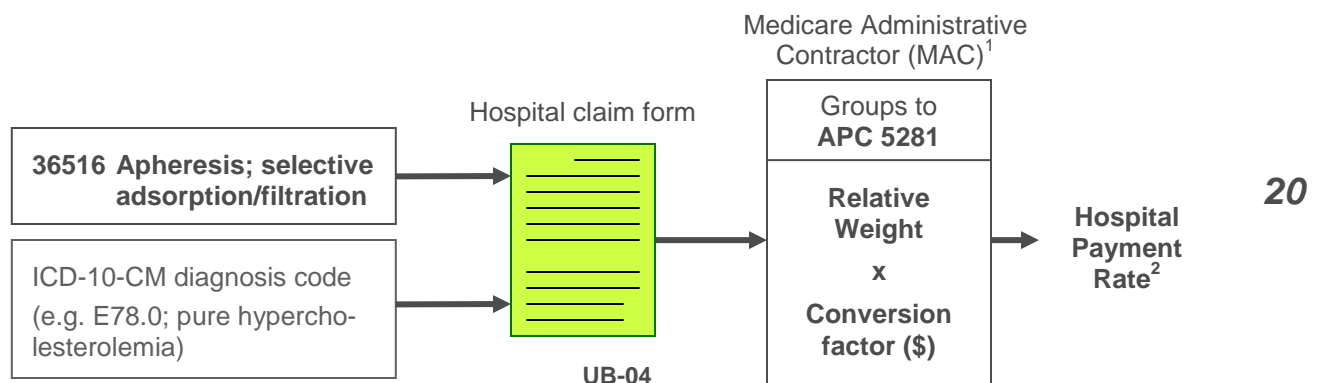 Medicare Administrative
Contractor (MAC)1
Hospital claim form
Groups to
APC 5281
36516 Apheresis; selective
adsorption/filtration
Relative
Weight
x
Conversion
factor ($)
Hospital
Payment
Rate2
20
ICD-10-CM diagnosis code
(e.g. E78.0; pure hypercho-
lesterolemia)
UB-04